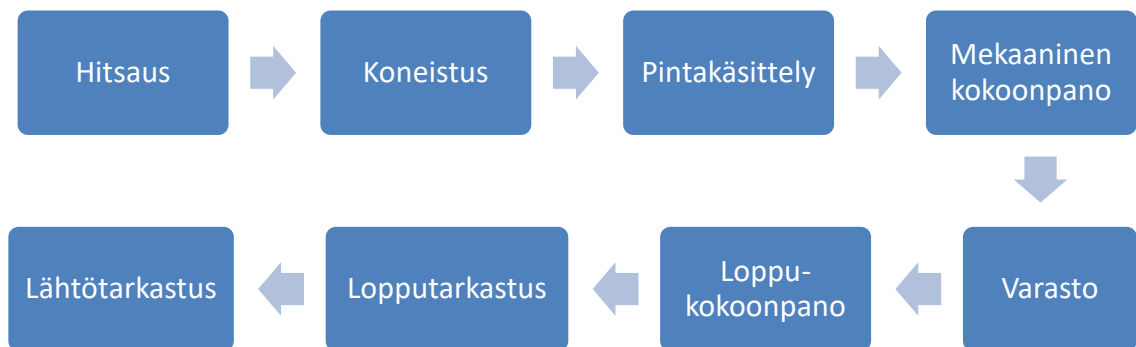 Hitsaus
Koneistus
Pintakäsittely
Mekaaninen
kokoonpano
Varasto
Loppu-
kokoonpano
Lopputarkastus
Lähtötarkastus